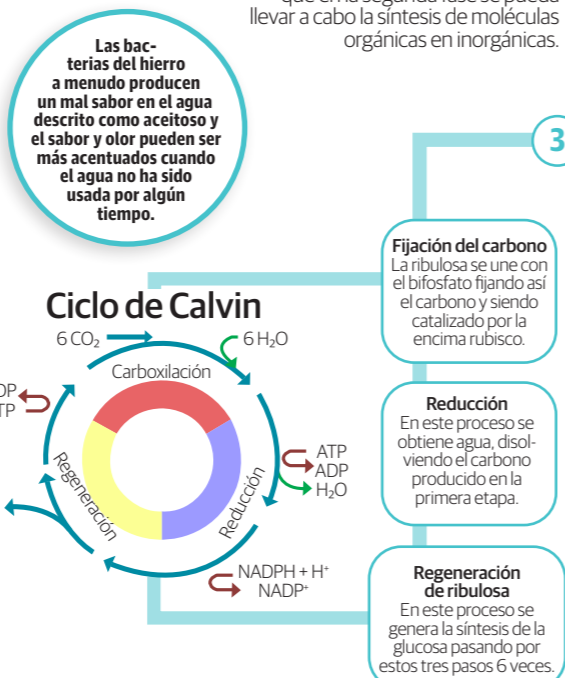 llevar a cabo la síntesis de moléculas
orgánicas en inorgánicas.
Las bac-
terias del hierro
a menudo producen
un mal sabor en el agua
descrito como aceitoso y
el sabor y olor pueden ser
más acentuados cuando
el agua no ha sido
usada por algún
tiempo.
3
Ciclo de Calvin
6 CO₂
6 H₂O
Carboxilación
ATP
ADP
H₂O
Reducción
NADPH + H⁺
NADP⁺
Regeneración
Fijación del carbono
La ribulosa se une con
el bifosfato fijando así
el carbono y siendo
catalizado por la
encima rubisco.
Reducción
En este proceso se
obtiene agua, disol-
viendo el carbono
producido en la
primera etapa.
Regeneración
de ribulosa
En este proceso se
genera la síntesis de la
glucosa pasando por
estos tres pasos 6 veces.